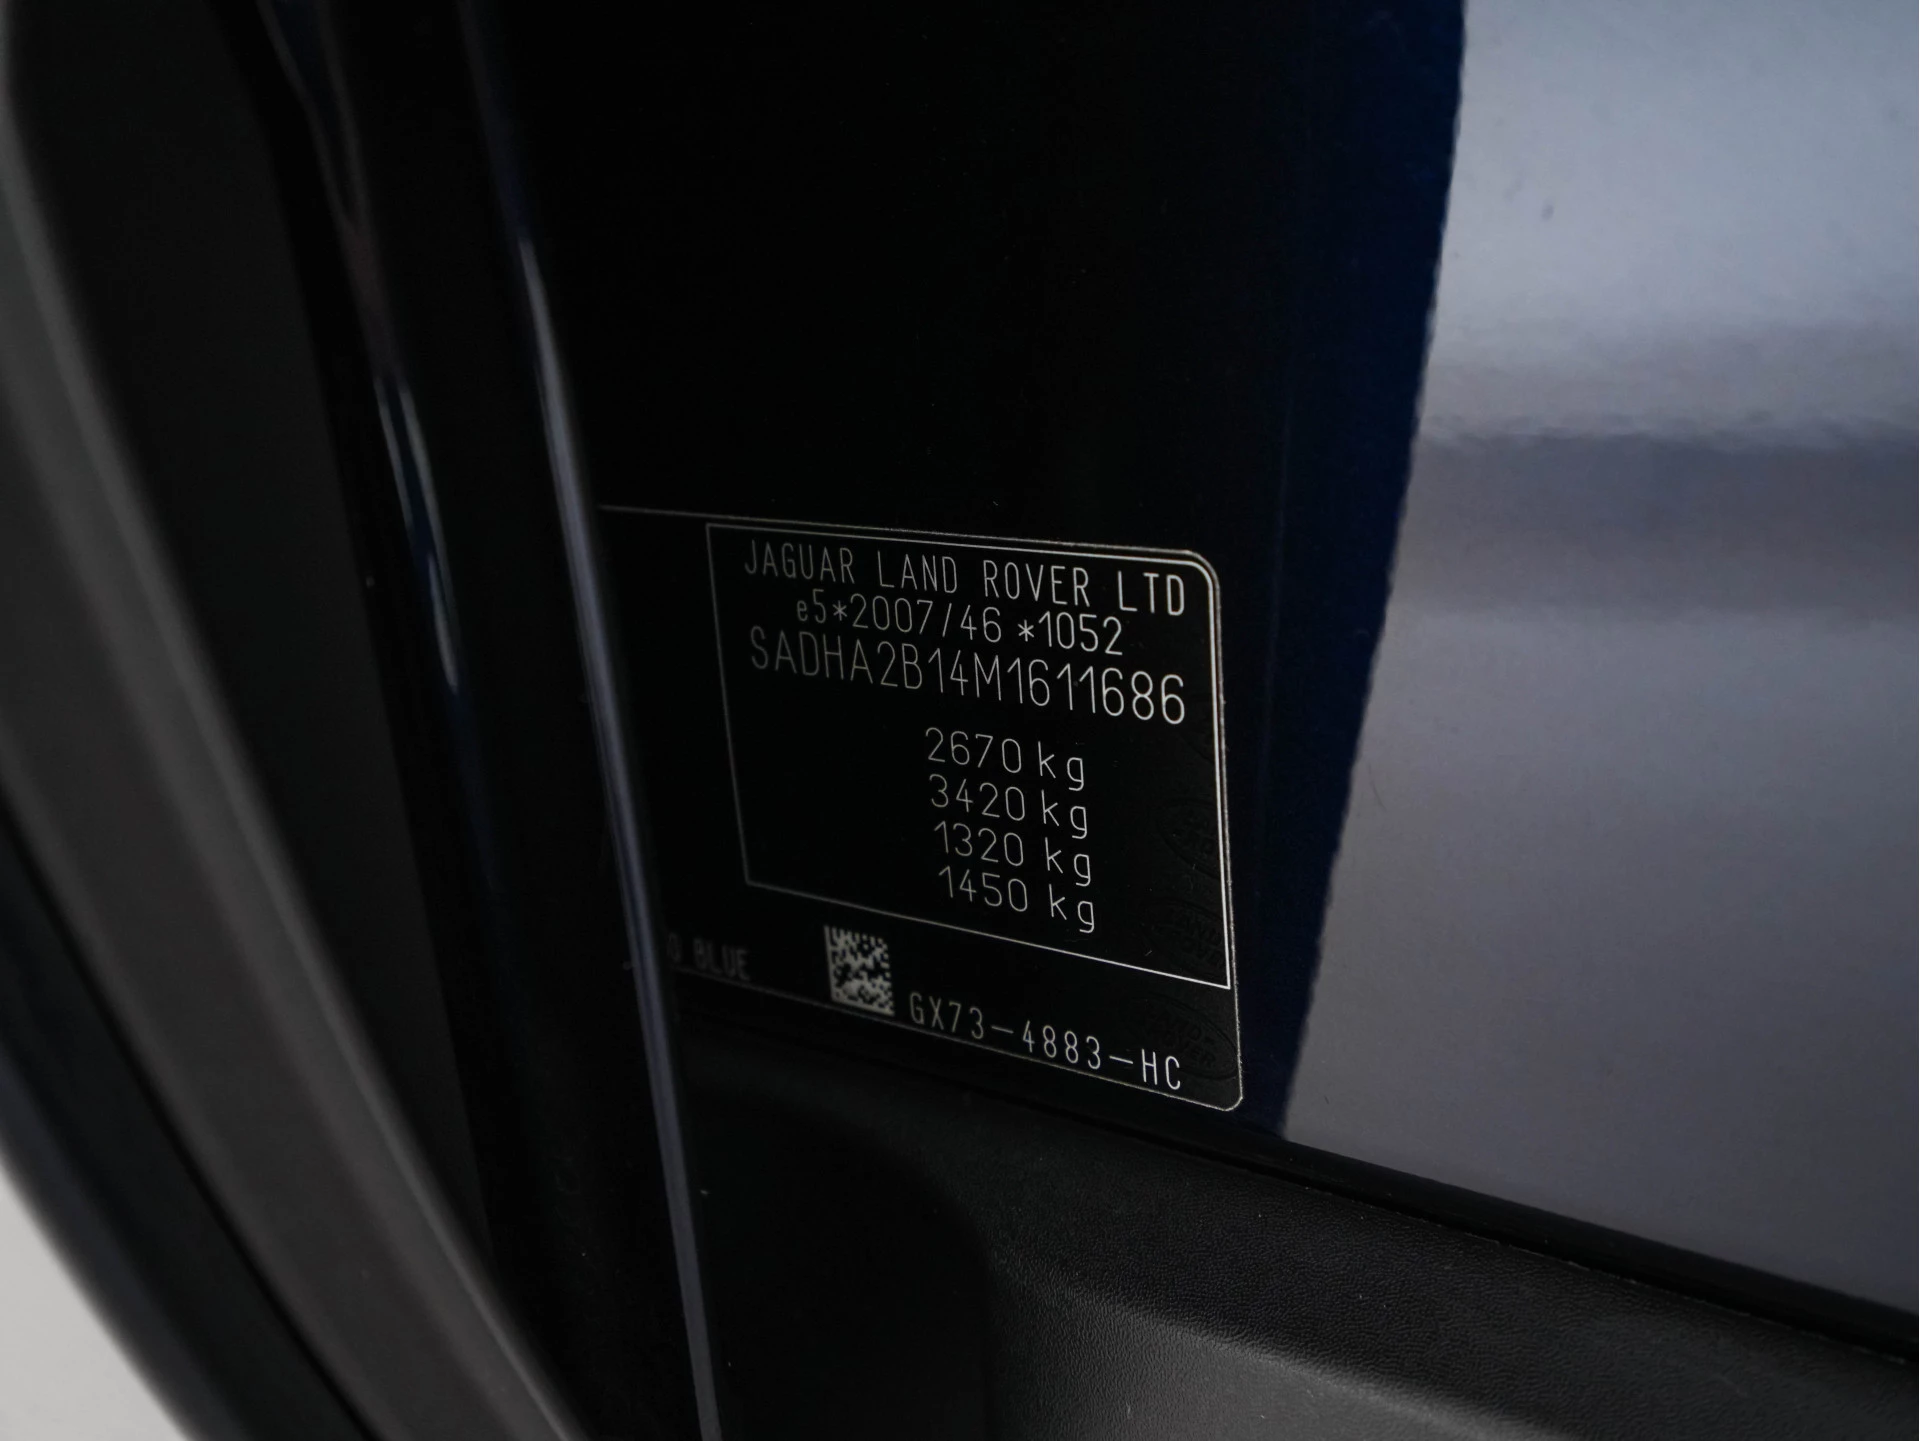 JAGUAR LAND ROVER LTD
e5*2007/46 *1052
SADHA2B14M1611686
2670 kg
3420 kg
1320 kg
1450 kg
BLUE
GX73-4883-HC